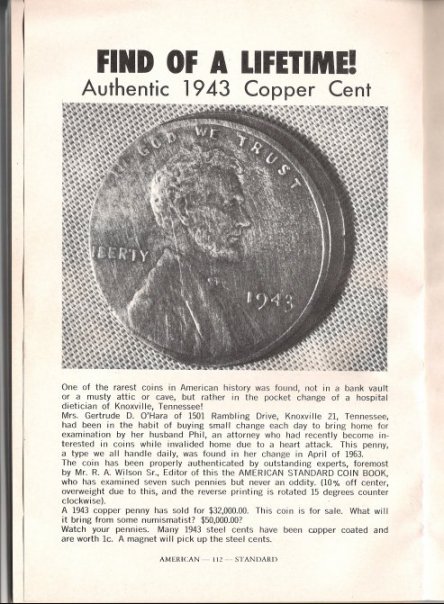 FIND OF A LIFETIME!
Authentic 1943 Copper Cent
IN GOD WE TRUST
LIBERTY
1943
One of the rarest coins in American history was found, not in a bank vault
or a musty attic or cave, but rather in the pocket change of a hospital
dietician of Knoxville, Tennessee!
Mrs. Gertrude D. O'Hara of 1501 Rambling Drive, Knoxville 21, Tennessee,
had been in the habit of buying small change each day to bring home for
examination by her husband Phil, an attorney who had recently become in-
terested in coins while invalided home due to a heart attack. This penny,
a type we all handle daily, was found in her change in April of 1963.
The coin has been properly authenticated by outstanding experts, foremost
by Mr. R. A. Wilson Sr., Editor of this the AMERICAN STANDARD COIN BOOK,
who has examined seven such pennies but never an oddity. (10% off center,
overweight due to this, and the reverse printing is rotated 15 degrees counter
clockwise).
A 1943 copper penny has sold for $32,000.00. This coin is for sale. What will
it bring from some numismatist? $50,000.00?
Watch your pennies. Many 1943 steel cents have been copper coated and
are worth 1c. A magnet will pick up the steel cents.
AMERICAN — 112 — STANDARD